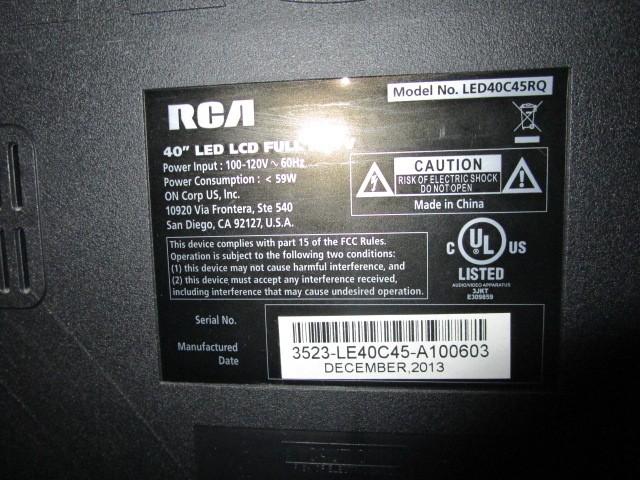 RCA
Model No. LED40C45RQ
40" LED LCD FULL
Power Input : 100-120V ~ 60Hz
Power Consumption : < 59W
ON Corp US, Inc.
10920 Via Frontera, Ste 540
San Diego, CA 92127, U.S.A.
CAUTION
RISK OF ELECTRIC SHOCK
DO NOT OPEN
Made in China
This device complies with part 15 of the FCC Rules.
Operation is subject to the following two conditions:
(1) this device may not cause harmful interference, and
(2) this device must accept any interference received,
including interference that may cause undesired operation.
C UL US
LISTED
AUDIO/VIDEO APPARATUS
3JKT
E309859
Serial No.
Manufactured
Date
3523-LE40C45-A100603
DECEMBER,2013